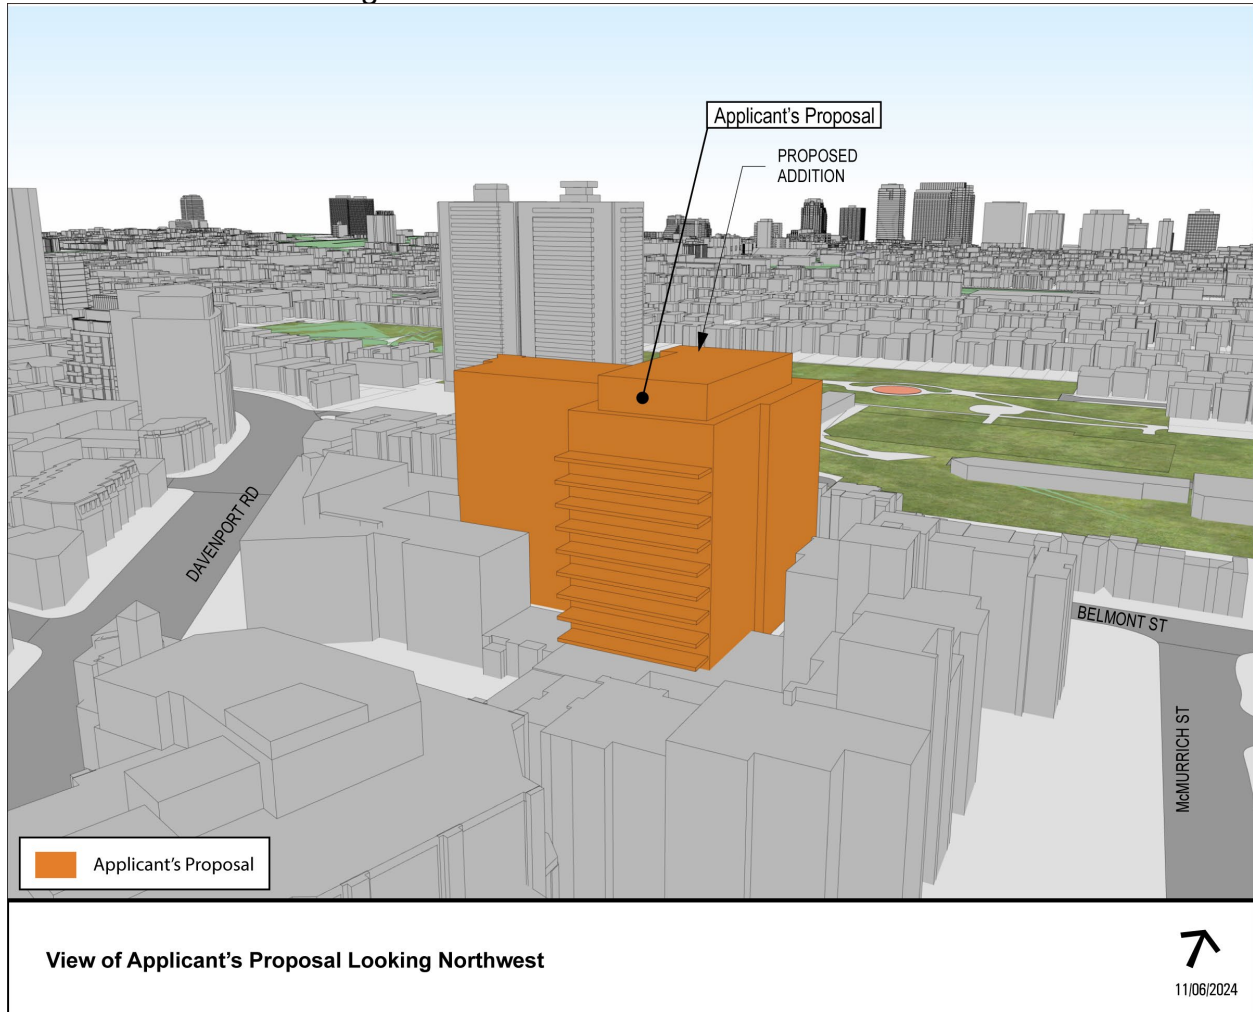 Applicant's Proposal
PROPOSED
ADDITION
DAVENPORT RD
BELMONT ST
McMURRICH ST
Applicant's Proposal
View of Applicant's Proposal Looking Northwest
11/06/2024